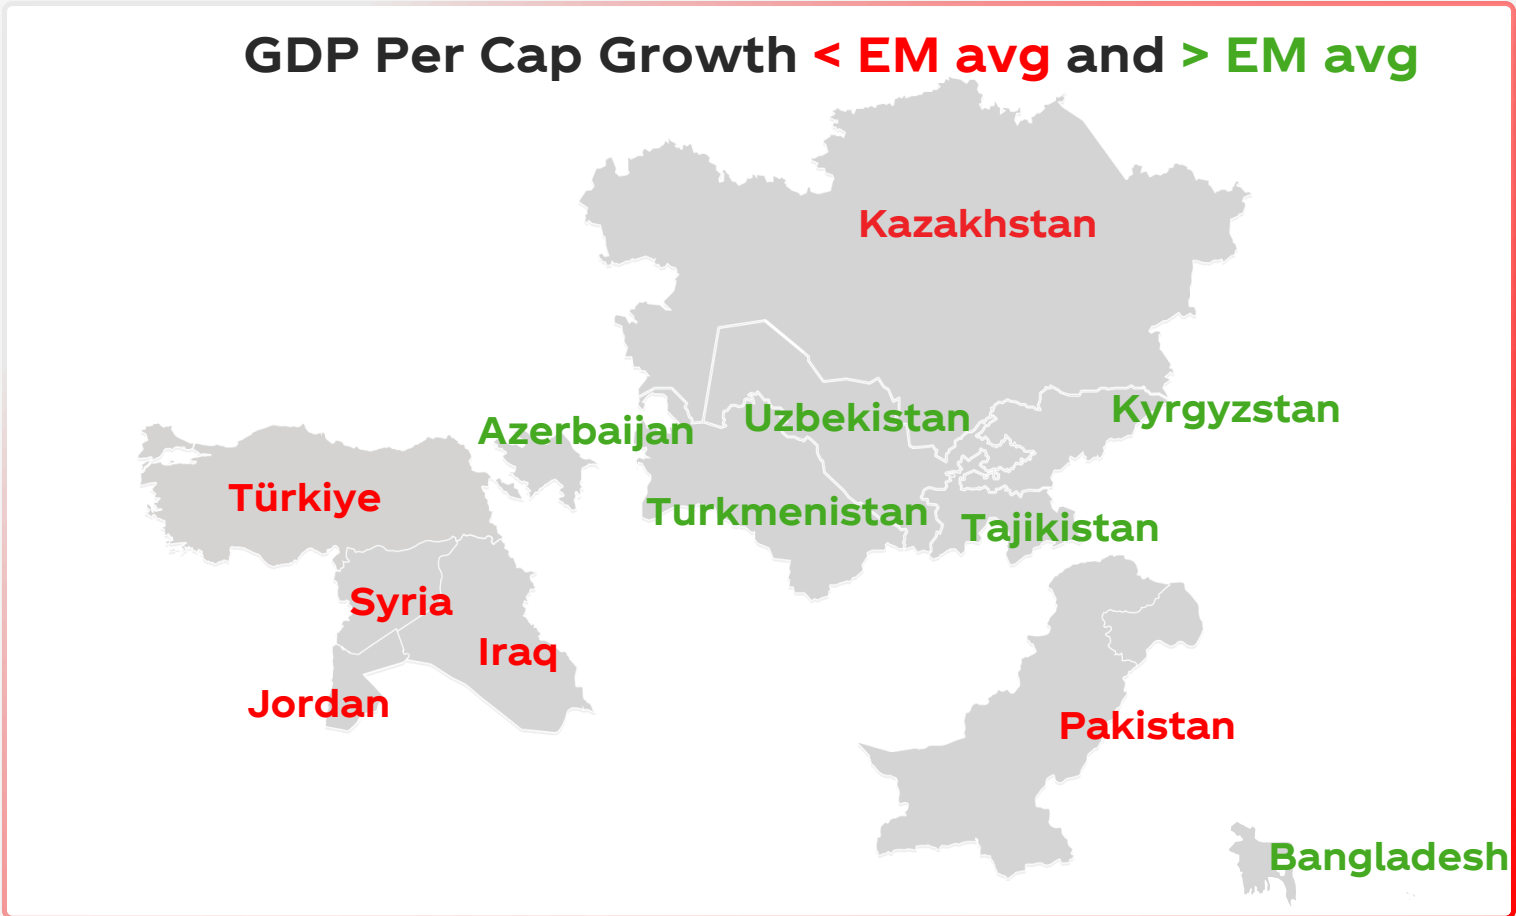 GDP Per Cap Growth < EM avg and > EM avg
Kazakhstan
Kyrgyzstan
Uzbekistan
Azerbaijan
Türkiye
Turkmenistan
Tajikistan
Syria
Iraq
Jordan
Pakistan
Bangladesh